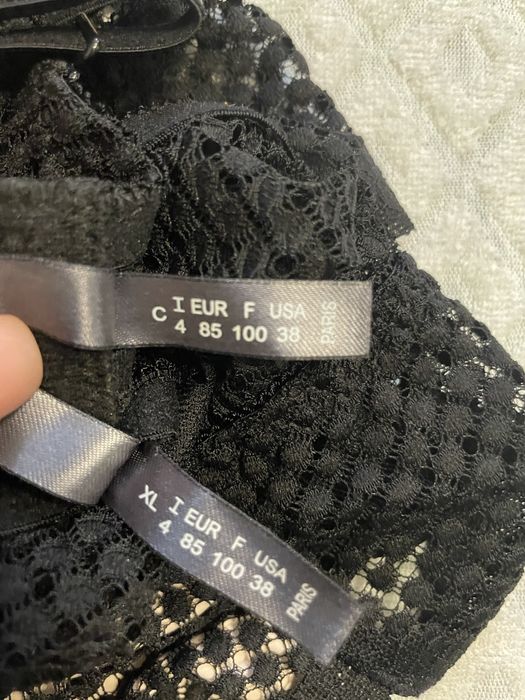 C I EUR F USA
4 85 100 38
PARIS
XL I EUR F USA
4 85 100 38
PARIS